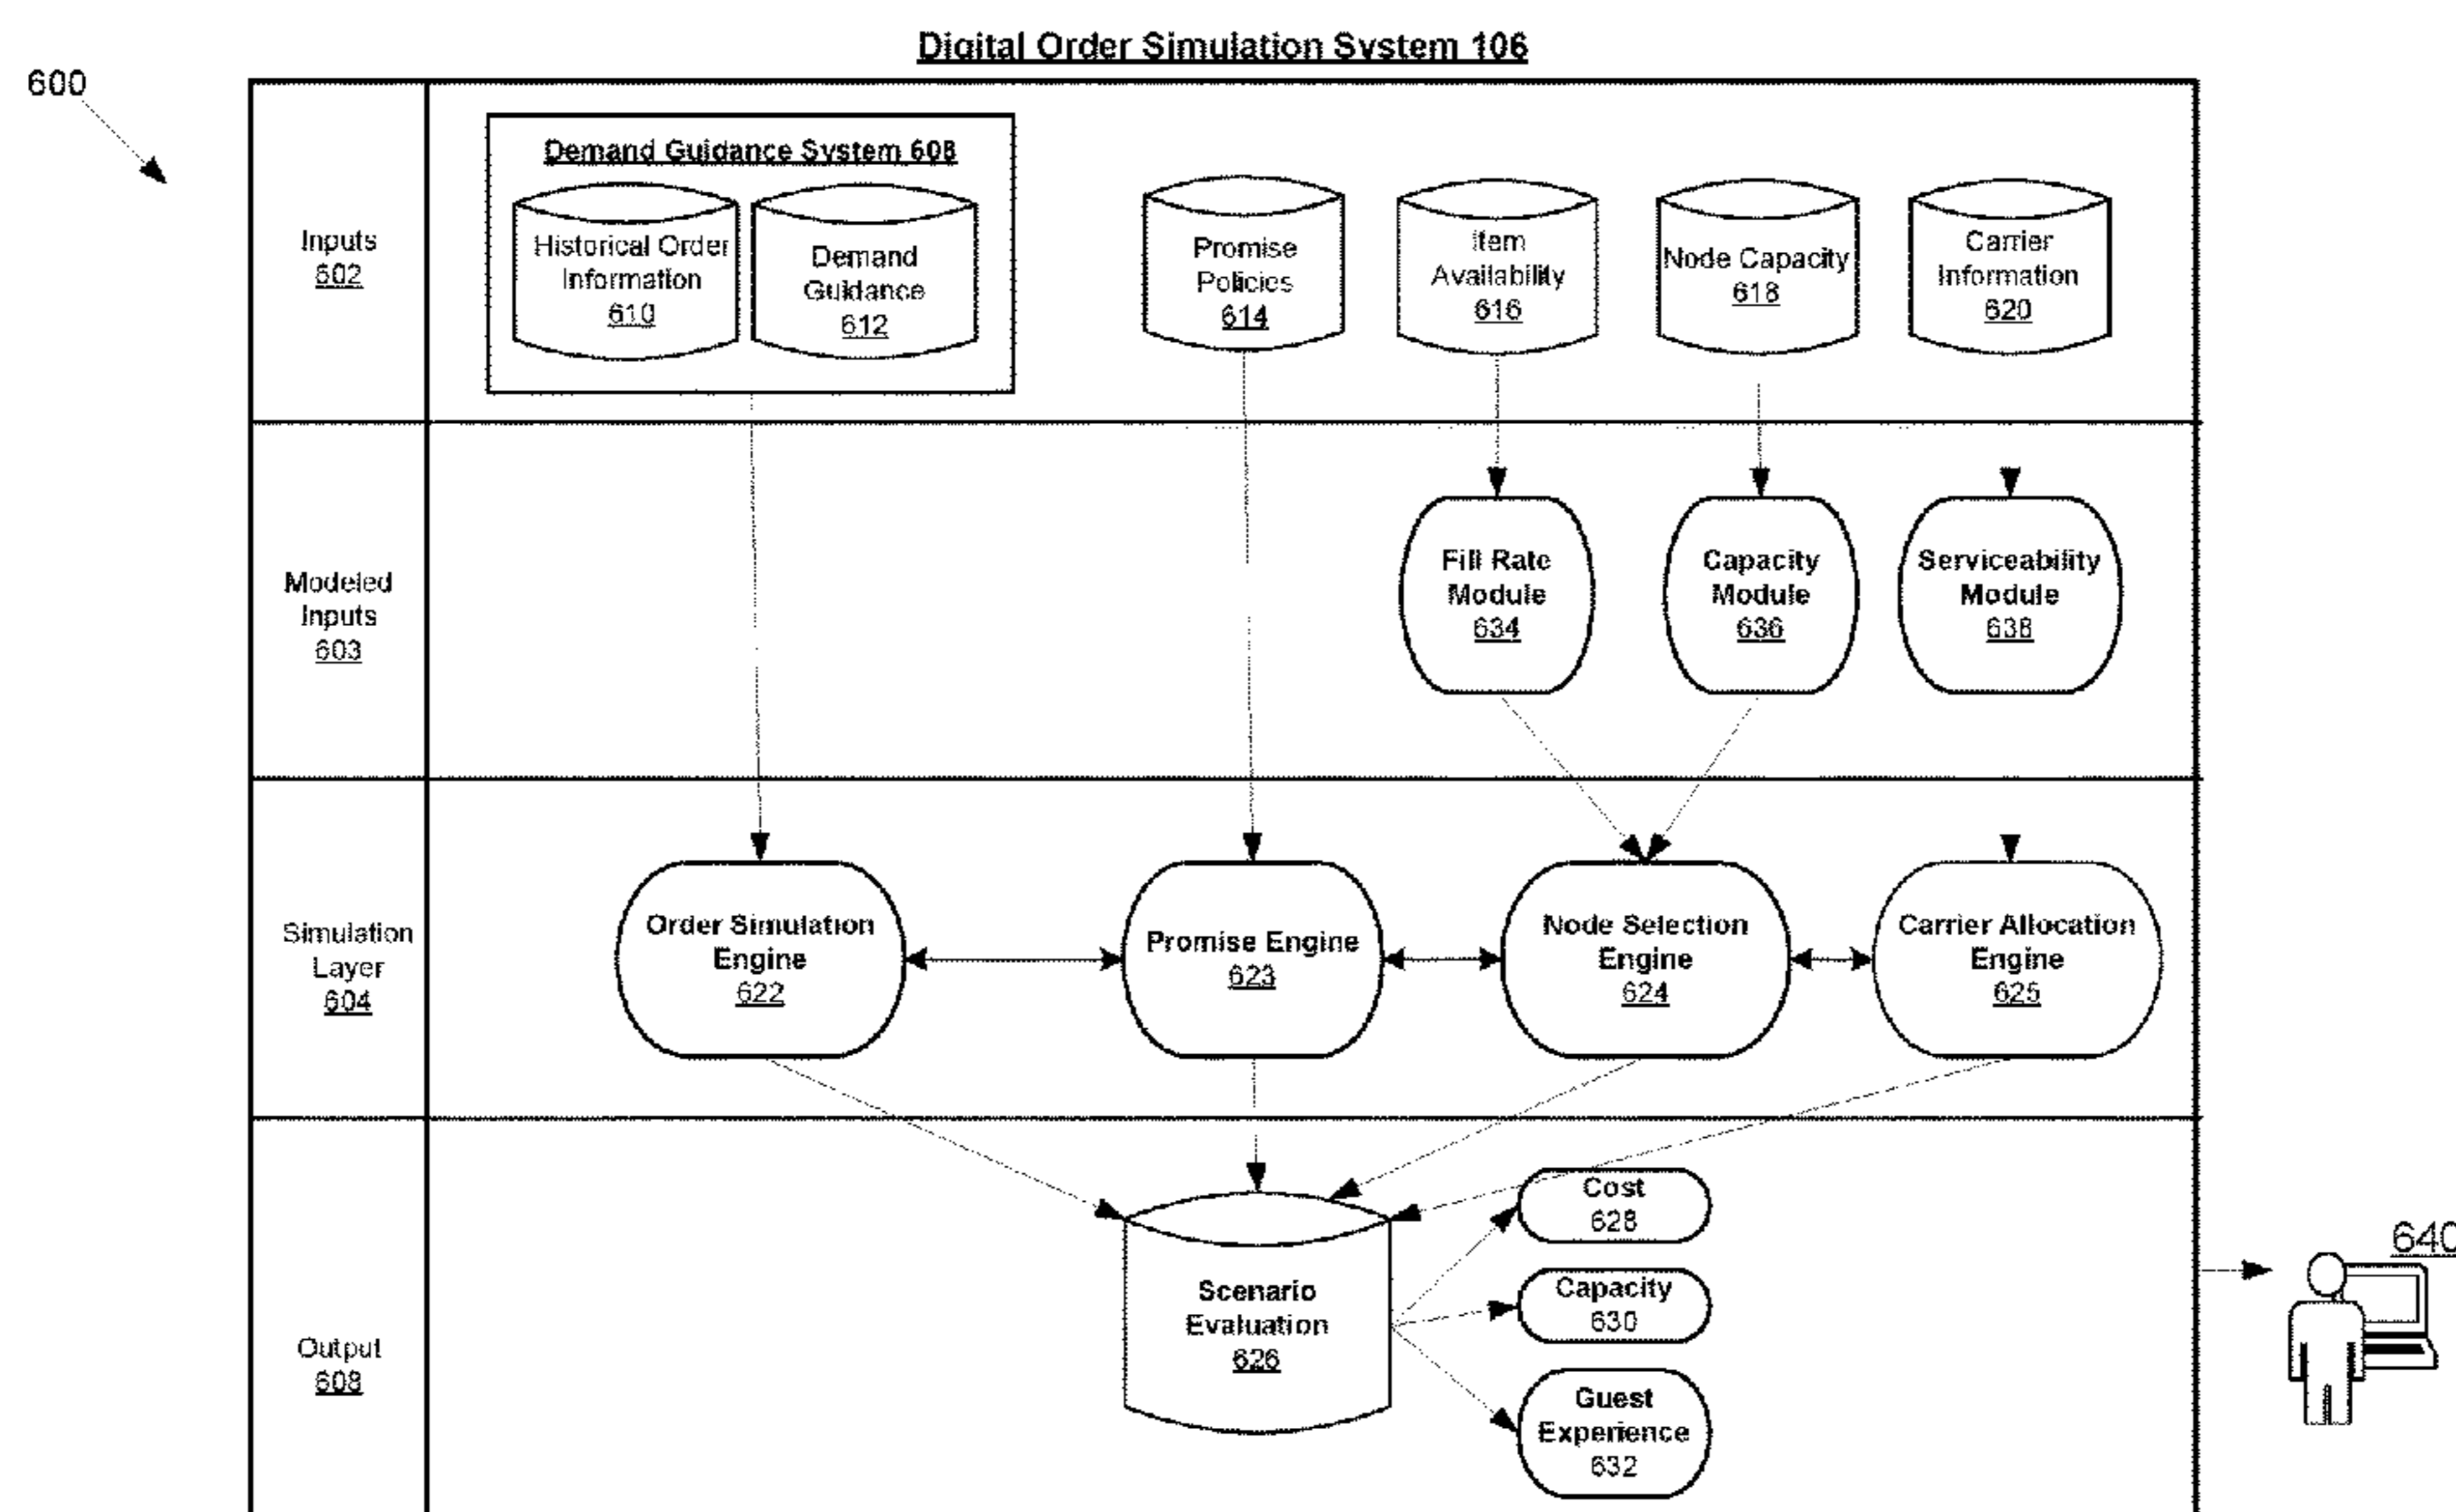 Digital Order Simulation System 106
600
Inputs
602
Demand Guidance System 608
Historical Order
Information
610
Demand
Guidance
612
Promise
Policies
614
Item
Availability
616
Node Capacity
618
Carrier
Information
620
Modeled
Inputs
603
Fill Rate
Module
634
Capacity
Module
636
Serviceability
Module
638
Simulation
Layer
604
Order Simulation
Engine
622
Promise Engine
623
Node Selection
Engine
624
Carrier Allocation
Engine
625
Output
608
Scenario
Evaluation
626
Cost
628
Capacity
630
Guest
Experience
632
640